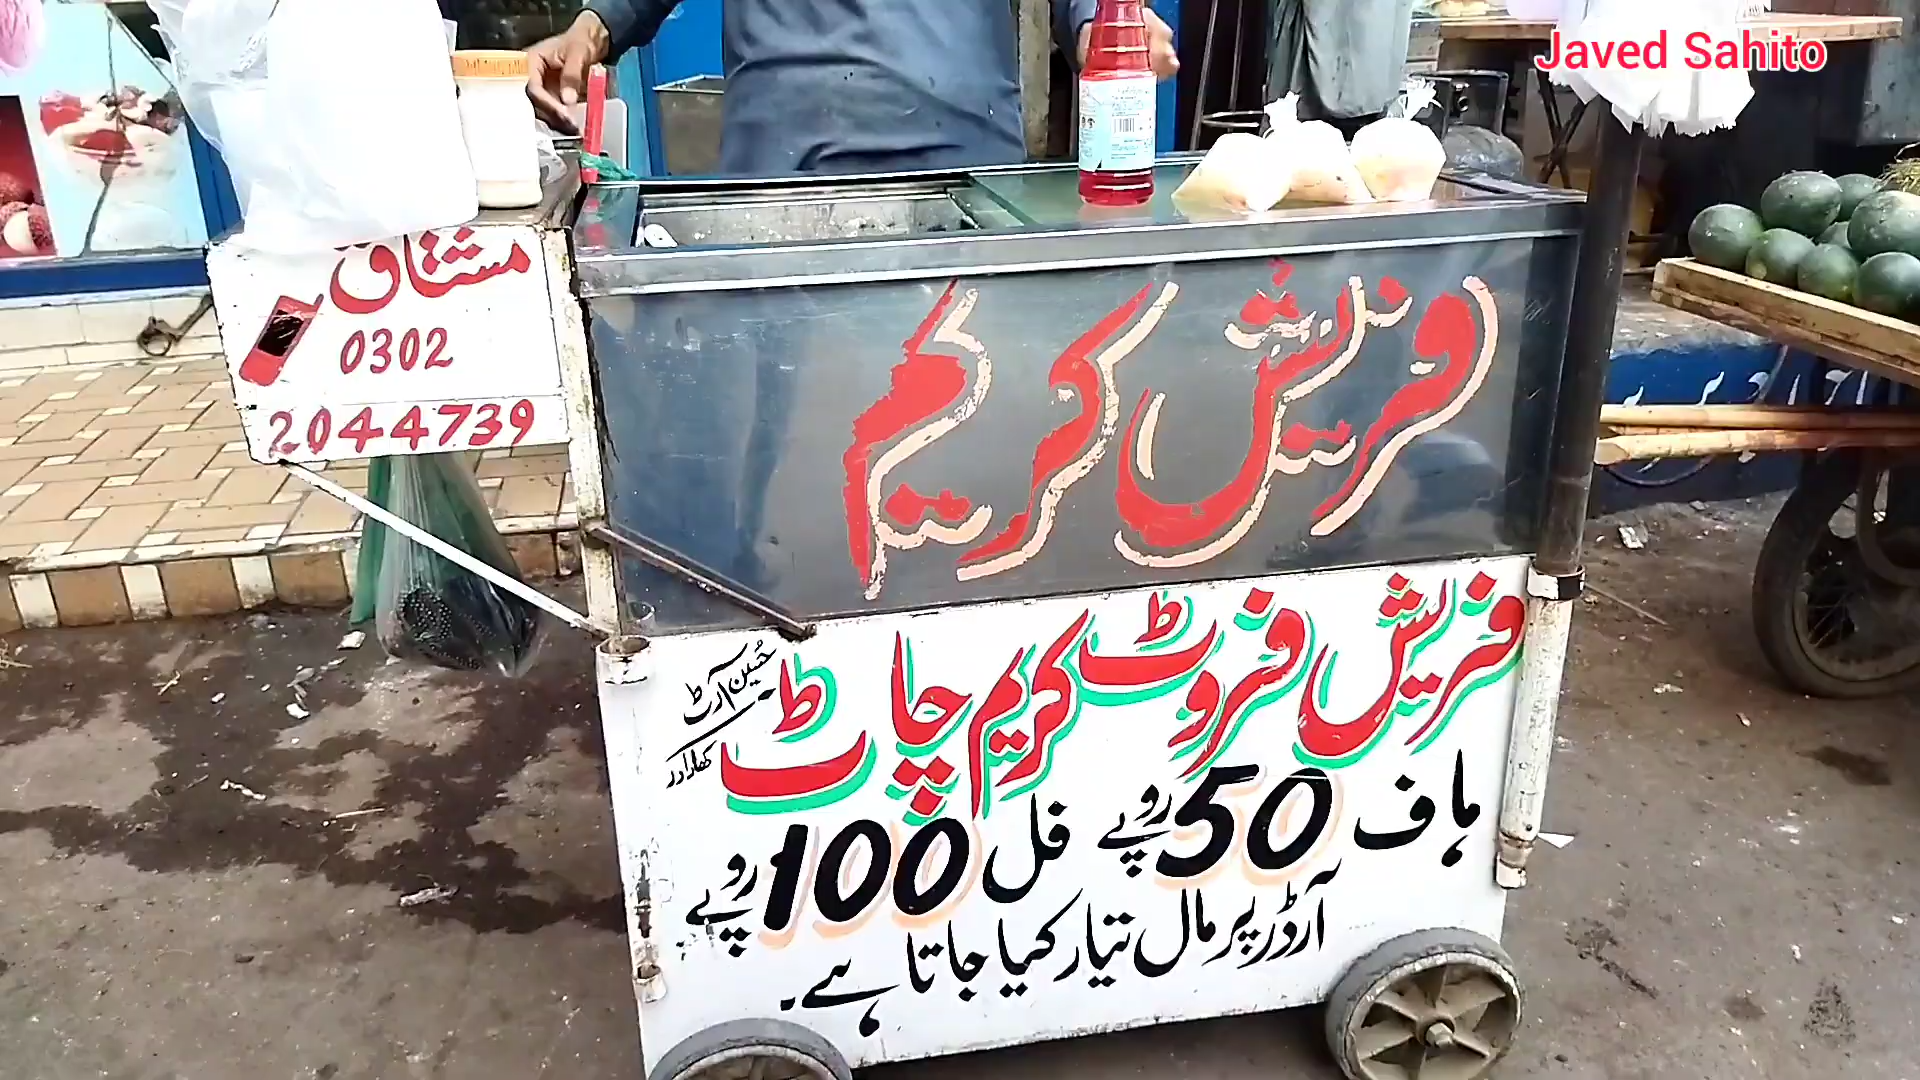 Javed Sahito
مشتاق
0302
2044739
فریش کریم
فریش فروٹ کریم چاٹ
حُسین آرٹ
کھارادر
ہاف 50 روپے فل 100 روپے
آرڈر پر مال تیار کیا جاتا ہے۔